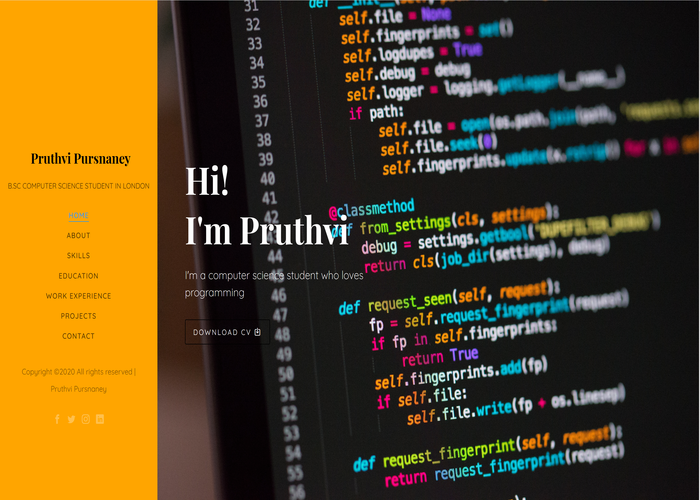 Pruthvi Pursnaney
B.SC COMPUTER SCIENCE STUDENT IN LONDON
HOME
ABOUT
SKILLS
EDUCATION
WORK EXPERIENCE
PROJECTS
CONTACT
Copyright ©2020 All rights reserved |
Pruthvi Pursnaney
Hi!
I'm Pruthvi
I'm a computer science student who loves
programming
DOWNLOAD CV
31 def __init__(self,
32 self.file = None
33 self.fingerprints = set()
34 self.logdupes = True
35 self.debug = debug
36 self.logger = logging.getLogger(__name__)
37 if path:
38 self.file = open(os.path.join(path,
39 self.file.seek(0)
40 self.fingerprints.update(x.rstrip() for x in
41
42 @classmethod
def from_settings(cls, settings):
44 debug = settings.getbool('DUPEFILTER_DEBUG')
return cls(job_dir(settings), debug)
46
47 def request_seen(self, request):
48 fp = self.request_fingerprint(request)
49 if fp in self.fingerprints:
50 return True
51 self.fingerprints.add(fp)
52 if self.file:
53 self.file.write(fp + os.linesep)
54
55 def request_fingerprint(self, request):
56 return request_fingerprint(request)